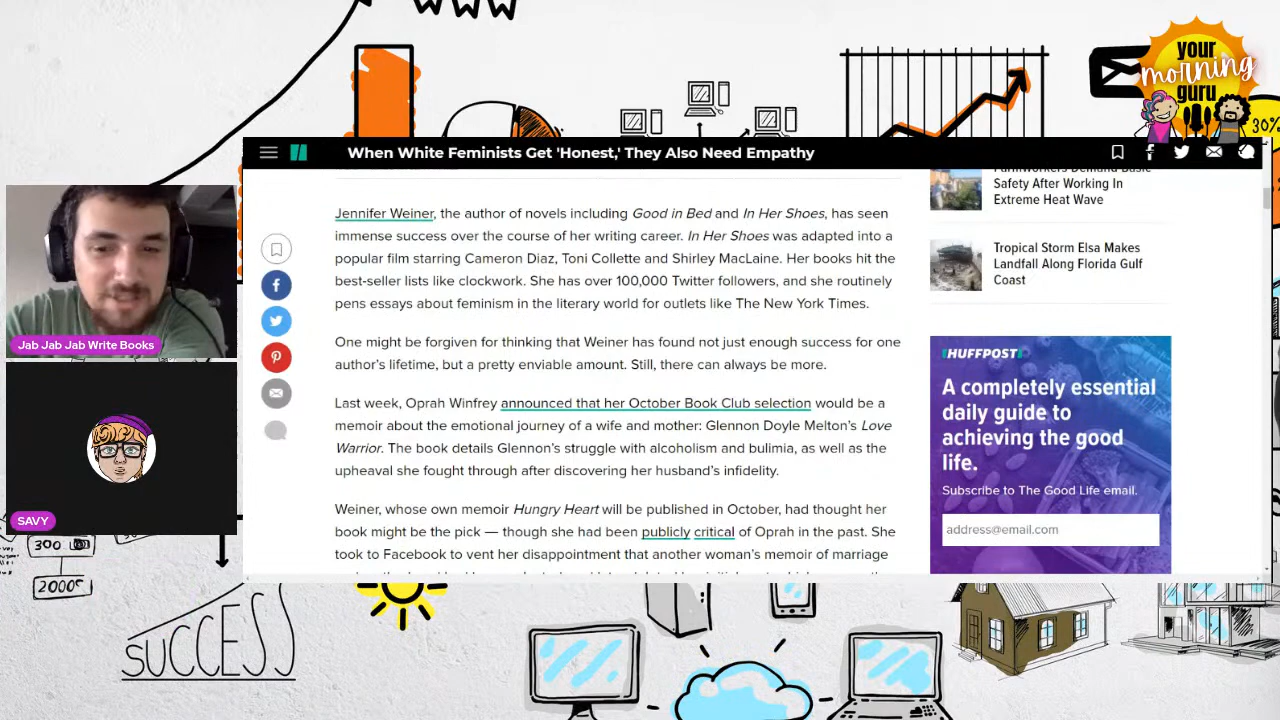 your
morning
guru
30%
When White Feminists Get 'Honest,' They Also Need Empathy
Safety After Working In
Extreme Heat Wave
Jennifer Weiner, the author of novels including Good in Bed and In Her Shoes, has seen
immense success over the course of her writing career. In Her Shoes was adapted into a
popular film starring Cameron Diaz, Toni Collette and Shirley MacLaine. Her books hit the
best-seller lists like clockwork. She has over 100,000 Twitter followers, and she routinely
pens essays about feminism in the literary world for outlets like The New York Times.
Tropical Storm Elsa Makes
Landfall Along Florida Gulf
Coast
One might be forgiven for thinking that Weiner has found not just enough success for one
author's lifetime, but a pretty enviable amount. Still, there can always be more.
Last week, Oprah Winfrey announced that her October Book Club selection would be a
memoir about the emotional journey of a wife and mother: Glennon Doyle Melton's Love
Warrior. The book details Glennon's struggle with alcoholism and bulimia, as well as the
upheaval she fought through after discovering her husband's infidelity.
Weiner, whose own memoir Hungry Heart will be published in October, had thought her
book might be the pick — though she had been publicly critical of Oprah in the past. She
took to Facebook to vent her disappointment that another woman's memoir of marriage
HUFFPOST
A completely essential
daily guide to
achieving the good
life.
Subscribe to The Good Life email.
address@email.com
Jab Jab Jab Write Books
SAVY
300
2000
SUCCESS